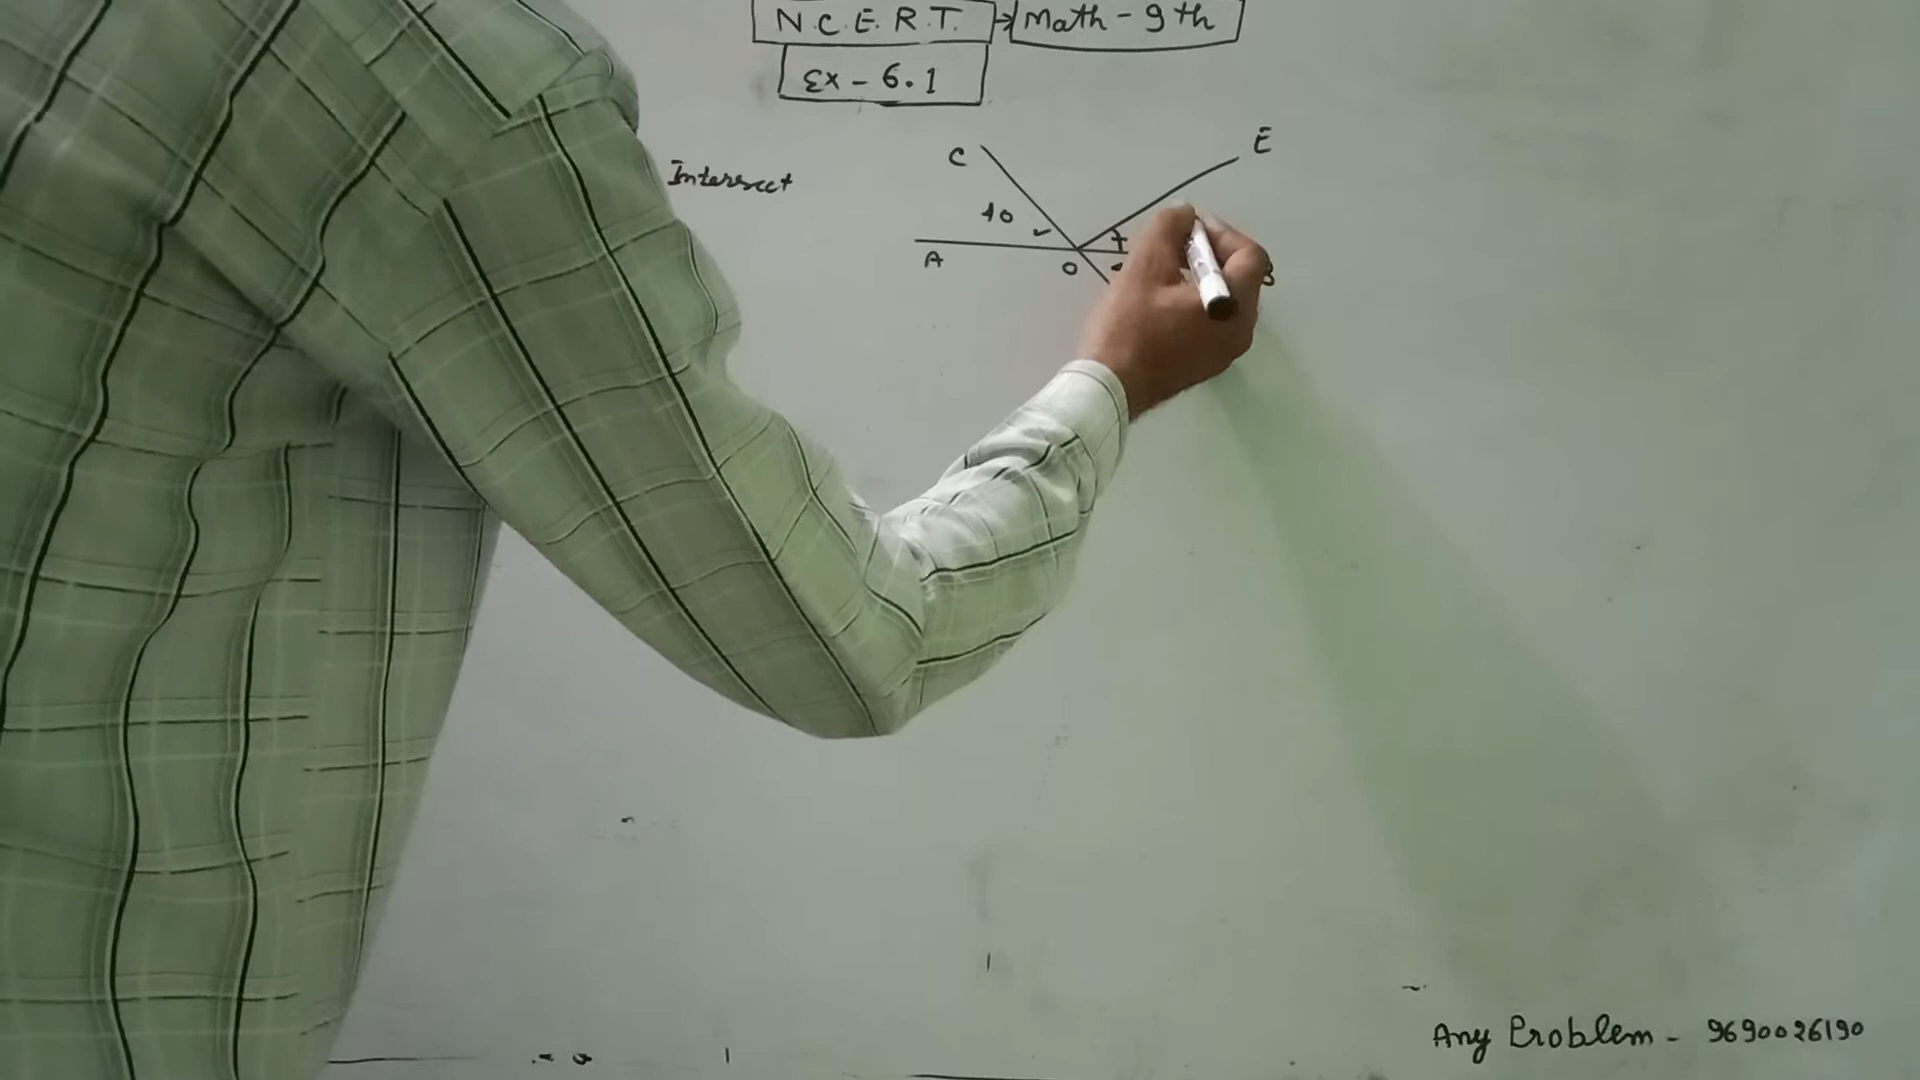 N.C.E.R.T. → Math - 9th
Ex - 6.1
C
E
Intersect
40
A
O
B
Any Problem - 9690026190